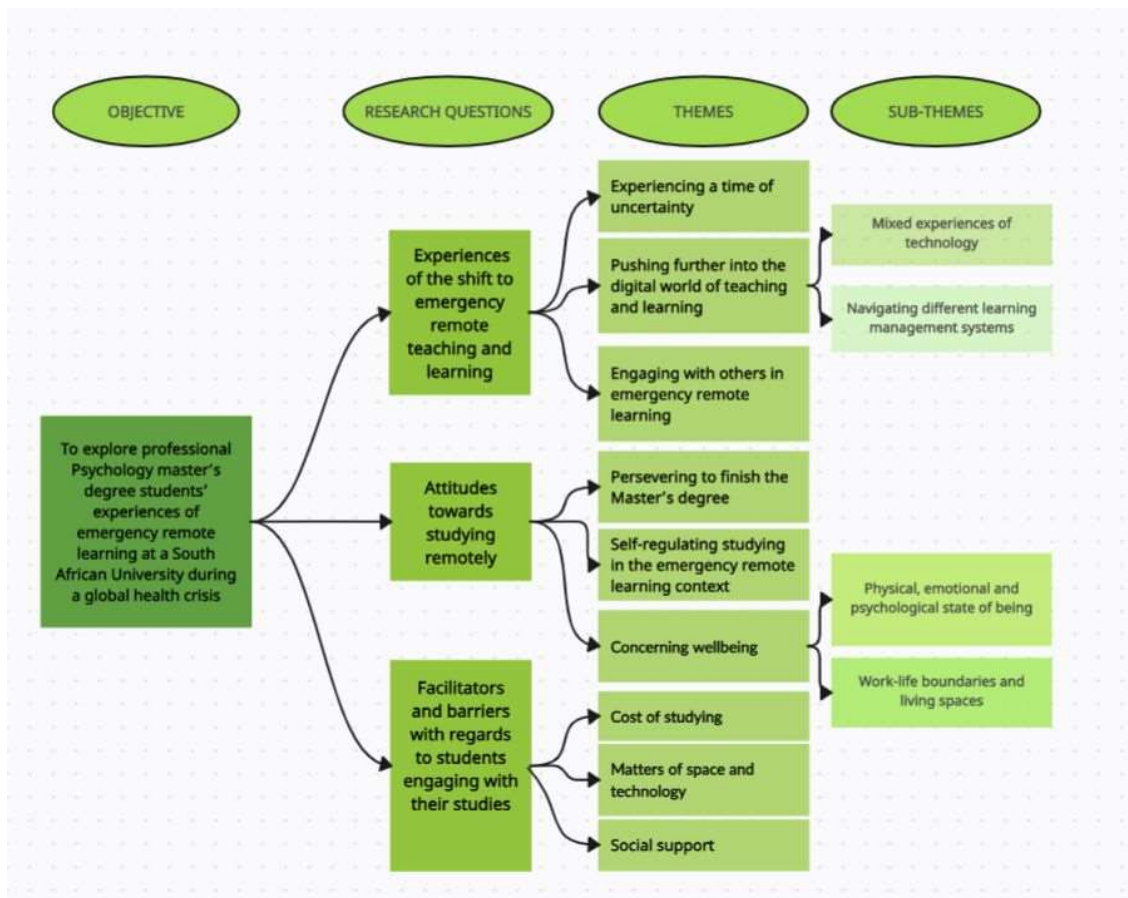 OBJECTIVE
RESEARCH QUESTIONS
THEMES
SUB-THEMES
To explore professional
Psychology master's
degree students'
experiences of
emergency remote
learning at a South
African University during
a global health crisis
Experiences
of the shift to
emergency
remote
teaching and
learning
Attitudes
towards
studying
remotely
Facilitators
and barriers
with regards
to students
engaging with
their studies
Experiencing a time of
uncertainty
Pushing further into the
digital world of teaching
and learning
Engaging with others in
emergency remote
learning
Persevering to finish the
Master's degree
Self-regulating studying
in the emergency remote
learning context
Concerning wellbeing
Cost of studying
Matters of space and
technology
Social support
Mixed experiences of
technology
Navigating different learning
management systems
Physical, emotional and
psychological state of being
Work-life boundaries and
living spaces